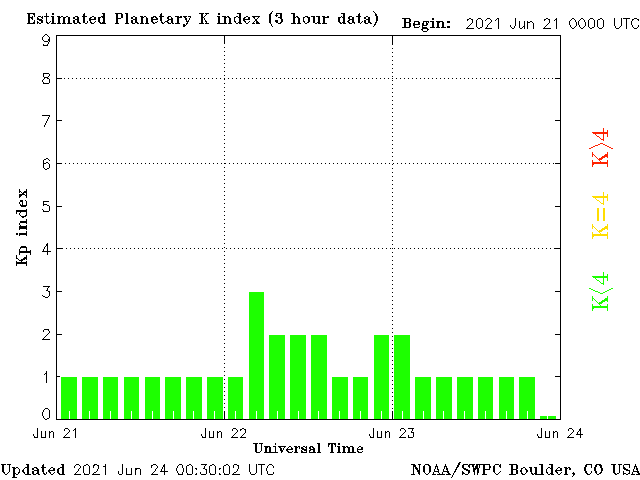 Estimated Planetary K index (3 hour data) Begin: 2021 Jun 21 0000 UTC
9
8
7
6
5
4
3
2
1
0
Kp index
K>4
K=4
K<4
Jun 21 Jun 22 Jun 23 Jun 24
Universal Time
Updated 2021 Jun 24 00:30:02 UTC NOAA/SWPC Boulder, CO USA